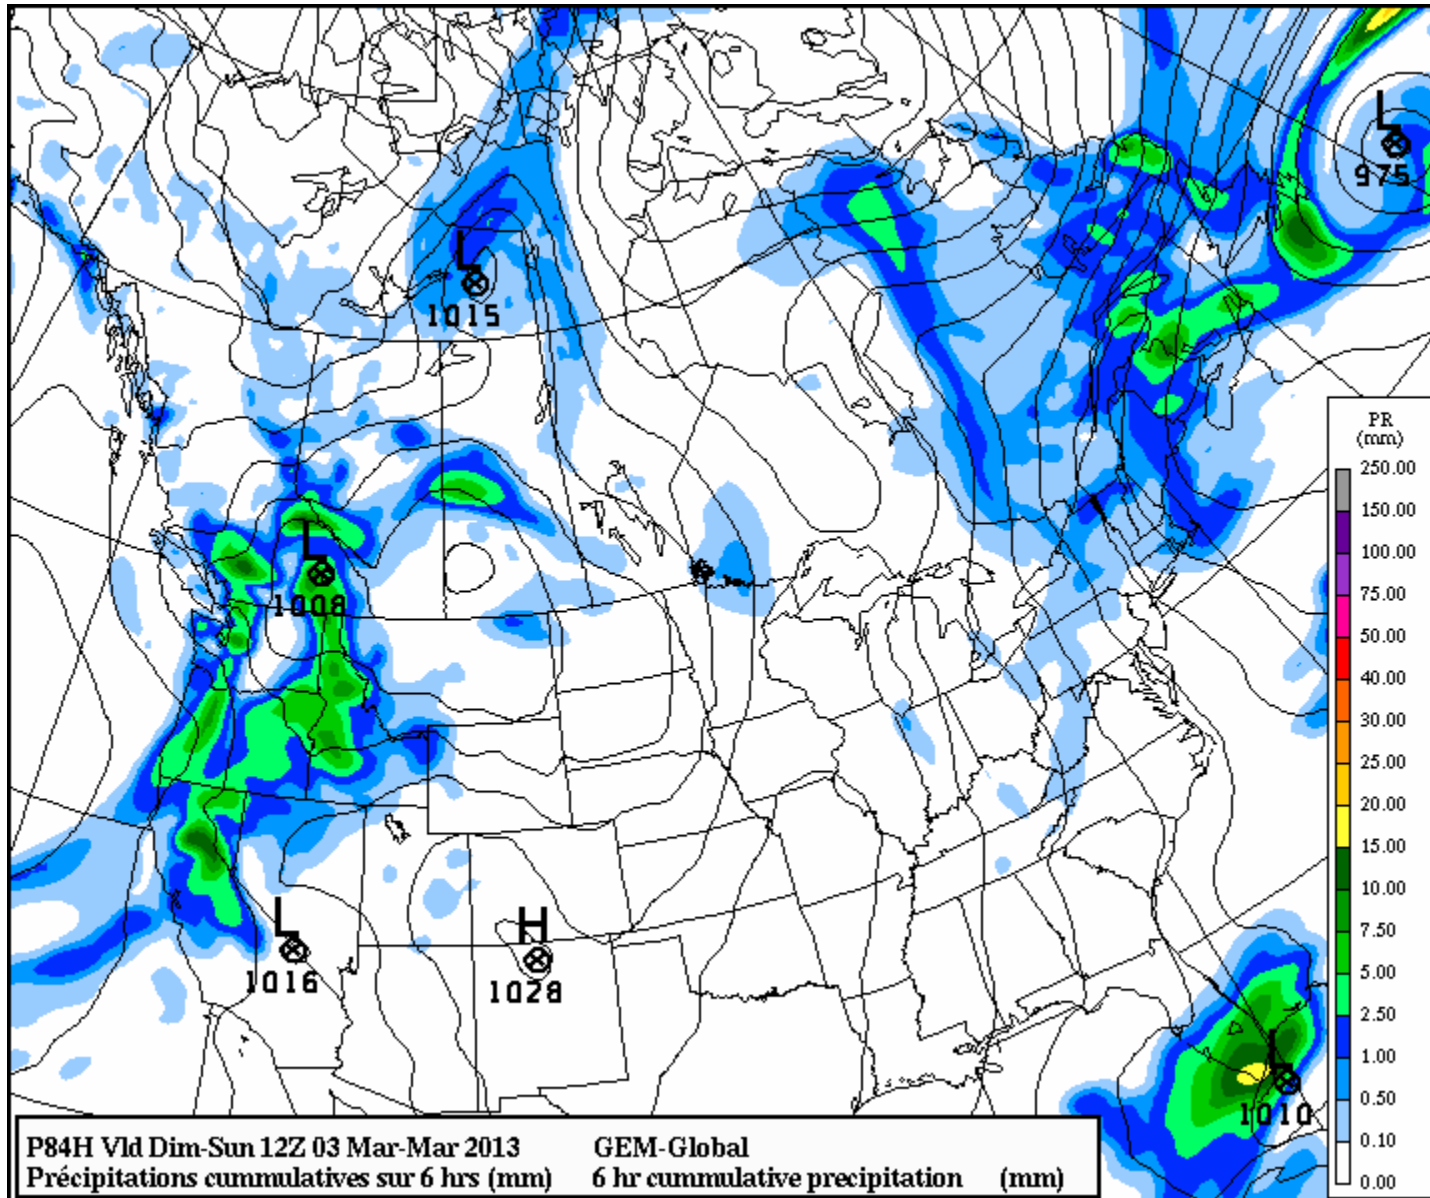 L
975
L
1015
PR
(mm)
250.00
150.00
100.00
75.00
50.00
40.00
30.00
25.00
20.00
15.00
10.00
7.50
5.00
2.50
1.00
0.50
0.10
0.00
L
1008
L
1016
H
1028
L
1010
P84H Vld Dim-Sun 12Z 03 Mar-Mar 2013 GEM-Global
Précipitations cummulatives sur 6 hrs (mm) 6 hr cummulative precipitation (mm)